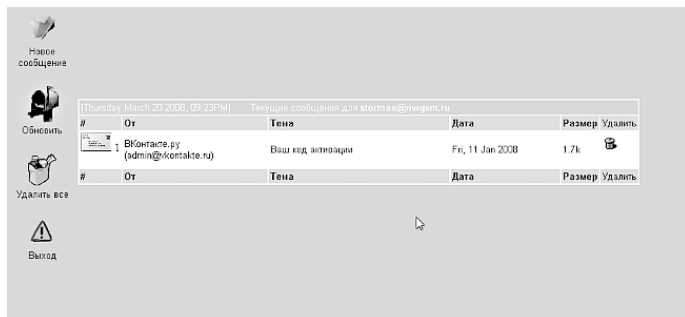 Новое
сообщение
Обновить
Удалить все
Выход
[Thursday March 20 2008, 09:23PM] Текущие сообщения для stormax@nwgsm.ru
# От Тема Дата Размер Удалить
1 ВКонтакте.ру
(admin@vkontakte.ru) Ваш код активации Fri, 11 Jan 2008 1.7k
# От Тема Дата Размер Удалить